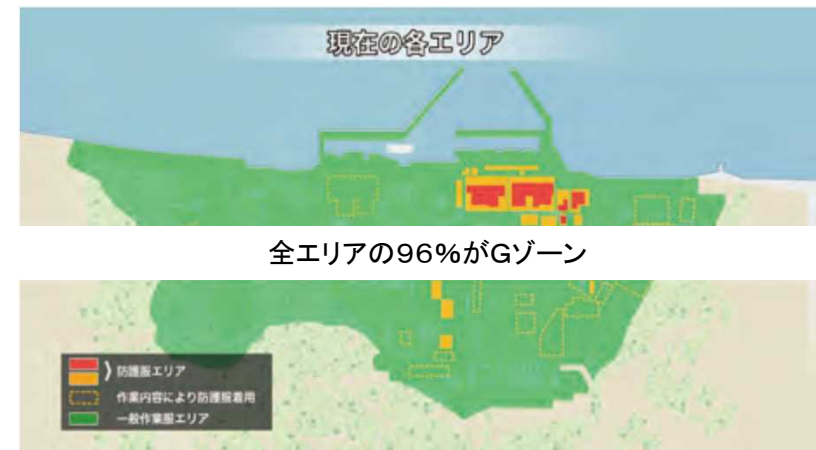 現在の各エリア
全エリアの96%がGゾーン
防護服エリア
作業内容により防護服着用
一般作業服エリア